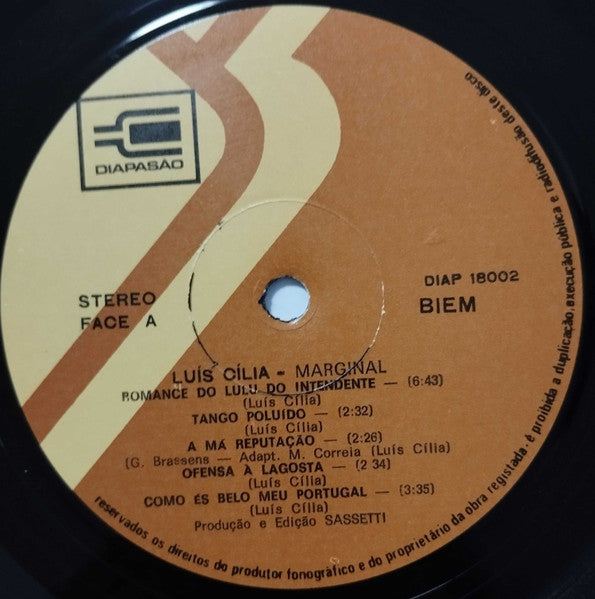 DIAPASÃO
STEREO
FACE A
DIAP 18002
BIEM
LUÍS CÍLIA - MARGINAL
ROMANCE DO LULU DO INTENDENTE — (6:43)
(Luís Cília)
TANGO POLUÍDO — (2:32)
(Luís Cília)
A MÁ REPUTAÇÃO — (2:26)
(G. Brassens — Adapt. M. Correia (Luís Cília)
OFENSA À LAGOSTA — (2 34)
(Luís Cília)
COMO ÉS BELO MEU PORTUGAL — (3:35)
(Luís Cília)
Produção e Edição SASSETTI
reservados os direitos do produtor fonográfico e do proprietário da obra registada: é proibida a duplicação, execução pública e radiodifusão deste disco